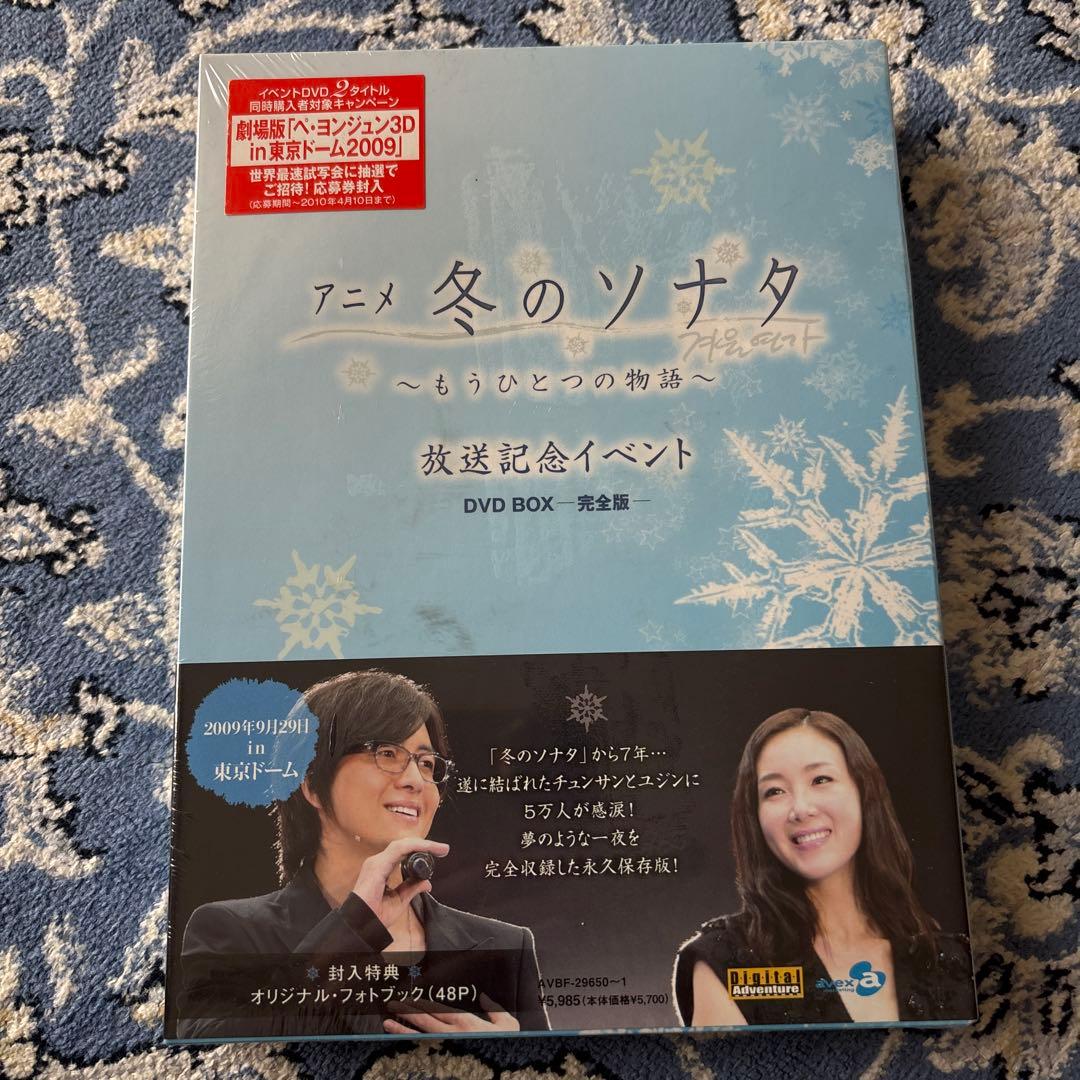 イベントDVD 2タイトル
同時購入者対象キャンペーン
劇場版「ペ・ヨンジュン3D
in 東京ドーム2009」
世界最速試写会に抽選で
ご招待！応募券封入
（応募期間～2010年4月10日まで）
アニメ 冬のソナタ
겨울연가
～もうひとつの物語～
放送記念イベント
DVD BOX ―完全版―
2009年9月29日
in
東京ドーム
「冬のソナタ」から7年…
遂に結ばれたチュンサンとユジンに
5万人が感涙！
夢のような一夜を
完全収録した永久保存版！
封入特典
オリジナル・フォトブック（48P）
AVBF-29650～1
¥5,985（本体価格¥5,700）
Digital
Adventure
avex